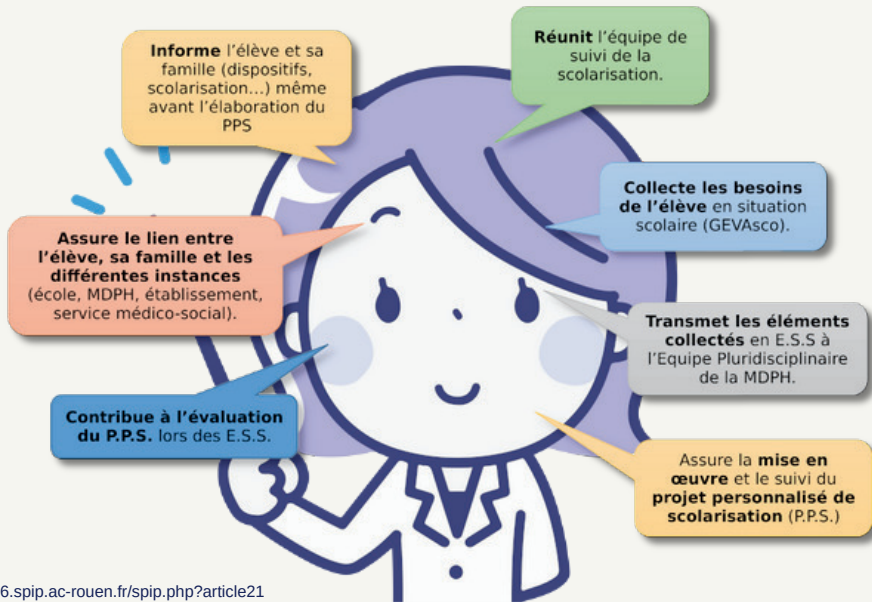 Informe l'élève et sa
famille (dispositifs,
scolarisation...) même
avant l'élaboration du
PPS
Réunit l'équipe de
suivi de la
scolarisation.
Collecte les besoins
de l'élève en situation
scolaire (GEVAsco).
Assure le lien entre
l'élève, sa famille et les
différentes instances
(école, MDPH, établissement,
service médico-social).
Transmet les éléments
collectés en E.S.S à
l'Equipe Pluridisciplinaire
de la MDPH.
Contribue à l'évaluation
du P.P.S. lors des E.S.S.
Assure la mise en
œuvre et le suivi du
projet personnalisé de
scolarisation (P.P.S.)
6.spip.ac-rouen.fr/spip.php?article21